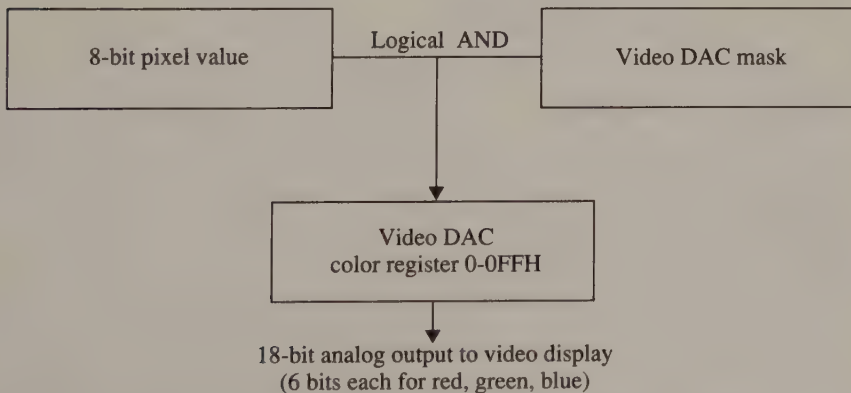 8-bit pixel value
Logical AND
Video DAC mask
Video DAC
color register 0-0FFH
18-bit analog output to video display
(6 bits each for red, green, blue)